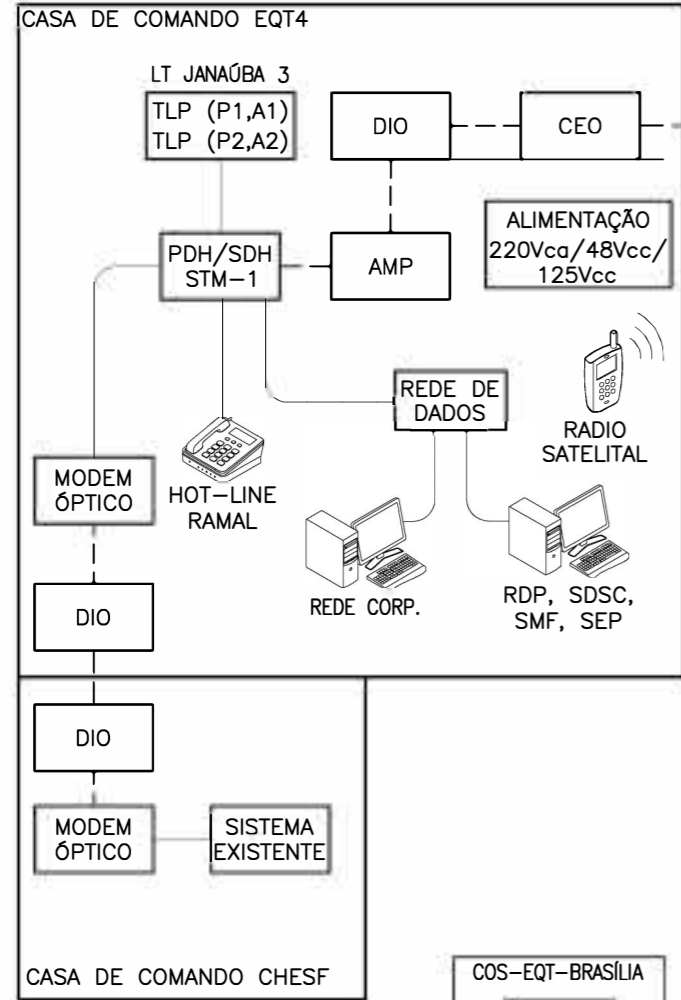 CASA DE COMANDO EQT4
LT JANAÚBA 3
TLP (P1,A1)
TLP (P2,A2)
DIO
CEO
PDH/SDH
STM-1
AMP
ALIMENTAÇÃO
220Vca/48Vcc/
125Vcc
REDE DE
DADOS
RADIO
SATELITAL
MODEM
ÓPTICO
HOT-LINE
RAMAL
REDE CORP.
RDP, SDSC,
SMF, SEP
DIO
DIO
MODEM
ÓPTICO
SISTEMA
EXISTENTE
CASA DE COMANDO CHESF
COS-EQT-BRASÍLIA